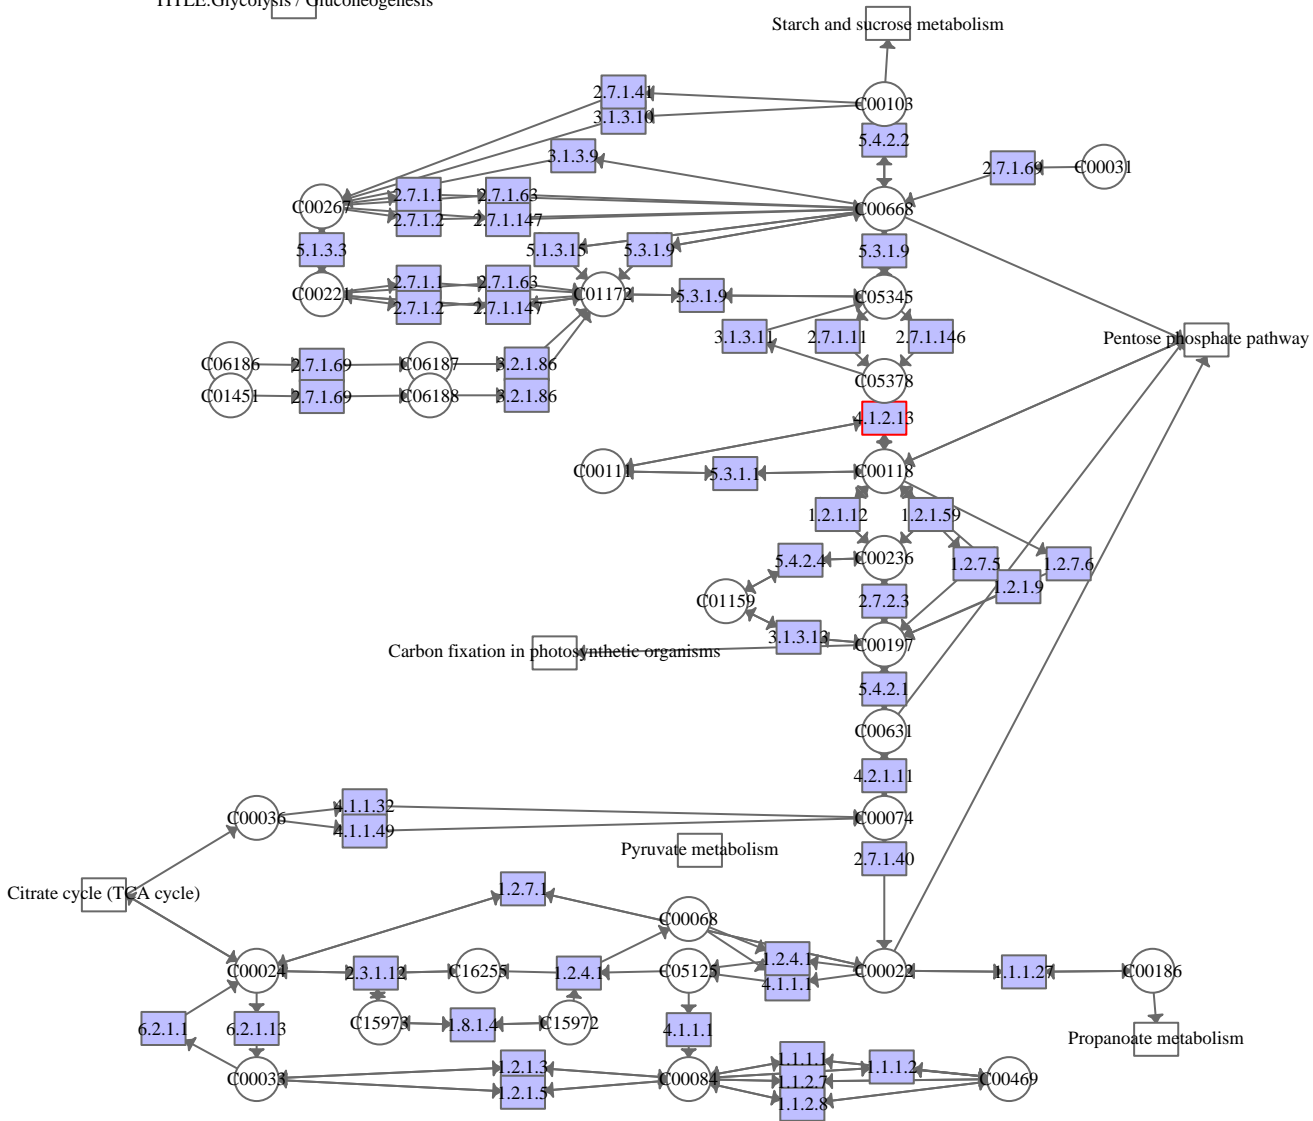 TITLE:Glycolysis / Gluconeogenesis
Starch and sucrose metabolism
2.7.1.41
C00103
3.1.3.10
5.4.2.2
3.1.3.9
2.7.1.69
C00031
2.7.1.1
2.7.1.63
C00267
C00668
2.7.1.2
2.7.1.147
5.1.3.3
5.1.3.15
5.3.1.9
5.3.1.9
2.7.1.1
2.7.1.63
C00221
C01172
5.3.1.9
C05345
2.7.1.2
2.7.1.147
3.1.3.11
2.7.1.11
2.7.1.146
Pentose phosphate pathway
C06186
2.7.1.69
C06187
3.2.1.86
C05378
C01451
2.7.1.69
C06188
3.2.1.86
4.1.2.13
C00111
5.3.1.1
C00118
1.2.1.12
1.2.1.59
5.4.2.4
C00236
1.2.7.5
1.2.7.6
1.2.1.9
C01159
2.7.2.3
3.1.3.13
C00197
Carbon fixation in photosynthetic organisms
5.4.2.1
C00631
4.2.1.11
4.1.1.32
C00036
C00074
4.1.1.49
Pyruvate metabolism
2.7.1.40
Citrate cycle (TCA cycle)
1.2.7.1
C00068
1.2.4.1
C00024
2.3.1.12
C16255
1.2.4.1
C05125
C00022
1.1.1.27
C00186
4.1.1.1
6.2.1.1
6.2.1.13
C15973
1.8.1.4
C15972
4.1.1.1
Propanoate metabolism
1.1.1.1
1.2.1.3
1.1.1.2
C00033
C00084
1.1.2.7
C00469
1.2.1.5
1.1.2.8